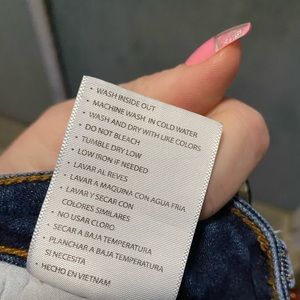 • WASH INSIDE OUT
• MACHINE WASH IN COLD WATER
• WASH AND DRY WITH LIKE COLORS
• DO NOT BLEACH
• TUMBLE DRY LOW
• LOW IRON IF NEEDED
• LAVAR AL REVES
• LAVAR A MAQUINA CON AGUA FRIA
• LAVAR Y SECAR CON
COLORES SIMILARES
• NO USAR CLORO
• SECAR A BAJA TEMPERATURA
• PLANCHAR A BAJA TEMPERATURA
SI NECESITA
• HECHO EN VIETNAM